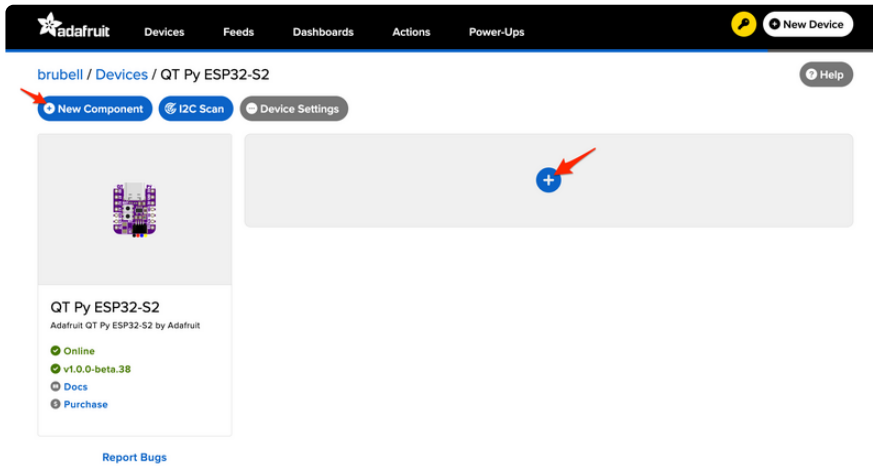 adafruit Devices Feeds Dashboards Actions Power-Ups New Device
brubell / Devices / QT Py ESP32-S2 Help
New Component I2C Scan Device Settings
QT Py ESP32-S2
Adafruit QT Py ESP32-S2 by Adafruit
Online
v1.0.0-beta.38
Docs
Purchase
Report Bugs